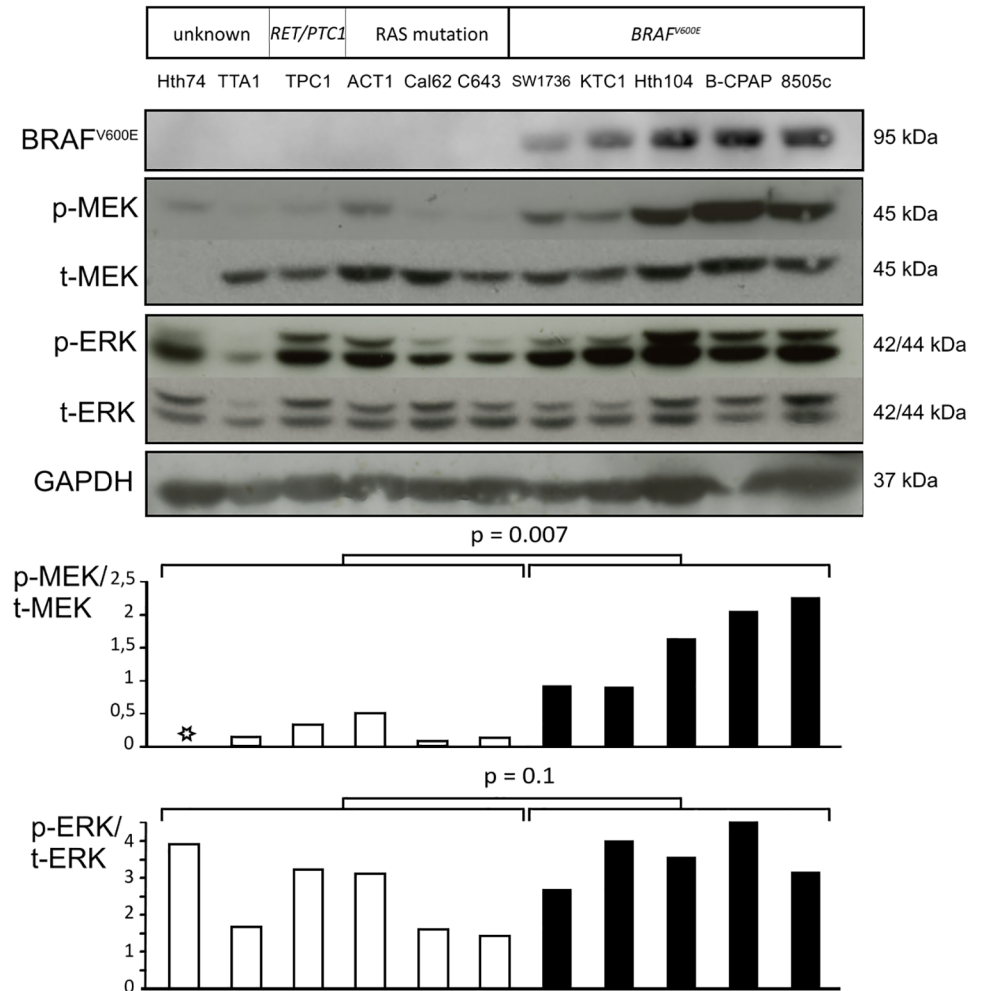 unknown RET/PTC1 RAS mutation BRAFV600E
Hth74 TTA1 TPC1 ACT1 Cal62 C643 SW1736 KTC1 Hth104 B-CPAP 8505c
BRAFV600E 95 kDa
p-MEK 45 kDa
t-MEK 45 kDa
p-ERK 42/44 kDa
t-ERK 42/44 kDa
GAPDH 37 kDa
p = 0.007
p-MEK/
t-MEK
2,5
2
1,5
1
0,5
0
p = 0.1
p-ERK/
t-ERK
4
3
2
1
0